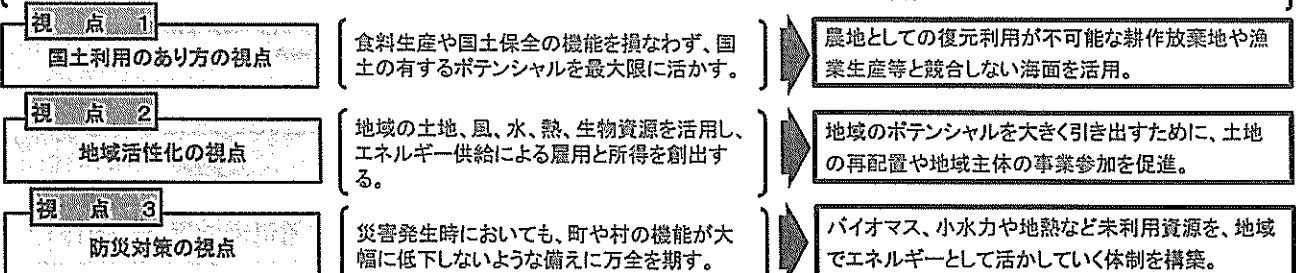 視 点 1
国土利用のあり方の視点
食料生産や国土保全の機能を損なわず、国
土の有するポテンシャルを最大限に活かす。
農地としての復元利用が不可能な耕作放棄地や漁
業生産等と競合しない海面を活用。
視 点 2
地域活性化の視点
地域の土地、風、水、熱、生物資源を活用し、
エネルギー供給による雇用と所得を創出す
る。
地域のポテンシャルを大きく引き出すために、土地
の再配置や地域主体の事業参加を促進。
視 点 3
防災対策の視点
災害発生時においても、町や村の機能が大
幅に低下しないような備えに万全を期す。
バイオマス、小水力や地熱など未利用資源を、地域
でエネルギーとして活かしていく体制を構築。